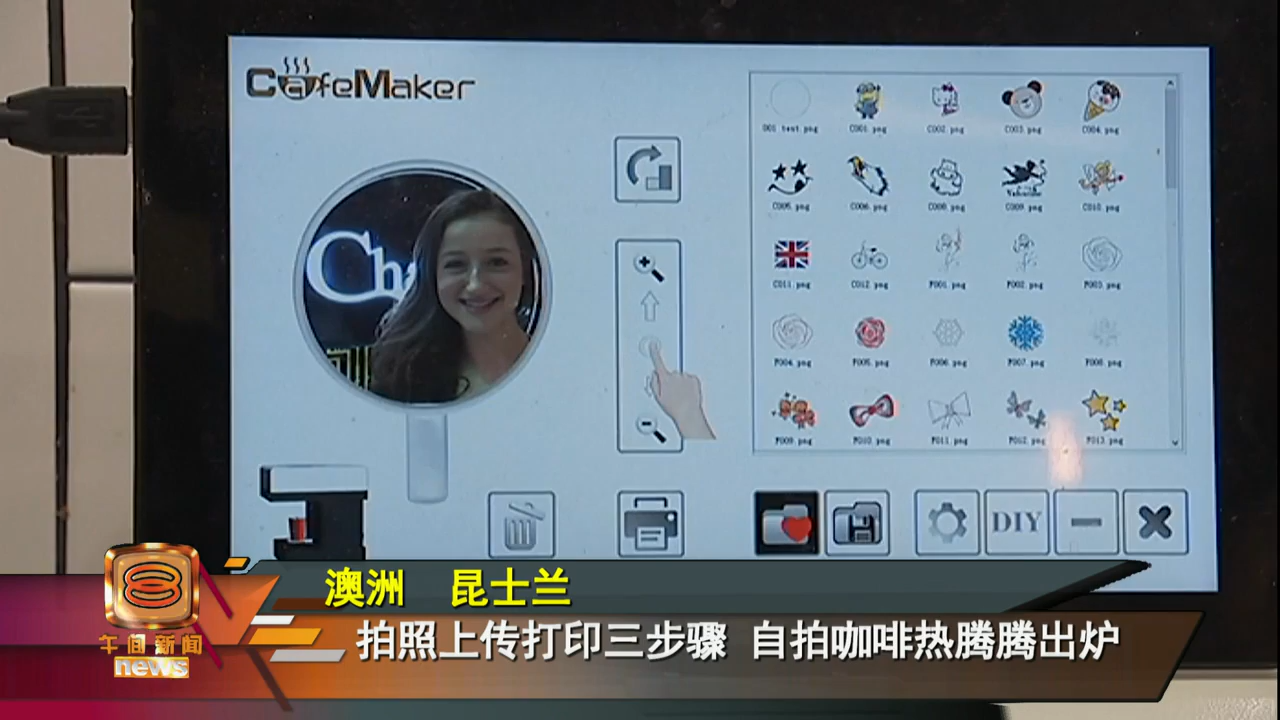 CafeMaker
001 text.png C001.png C002.png C003.png C004.png
C005.png C006.png C008.png C009.png C010.png
C011.png C012.png F001.png F002.png F003.png
F004.png F005.png F006.png F007.png F008.png
F009.png F010.png F011.png F012.png F013.png
Cha
DIY
澳洲 昆士兰
拍照上传打印三步骤 自拍咖啡热腾腾出炉
午间新闻
news